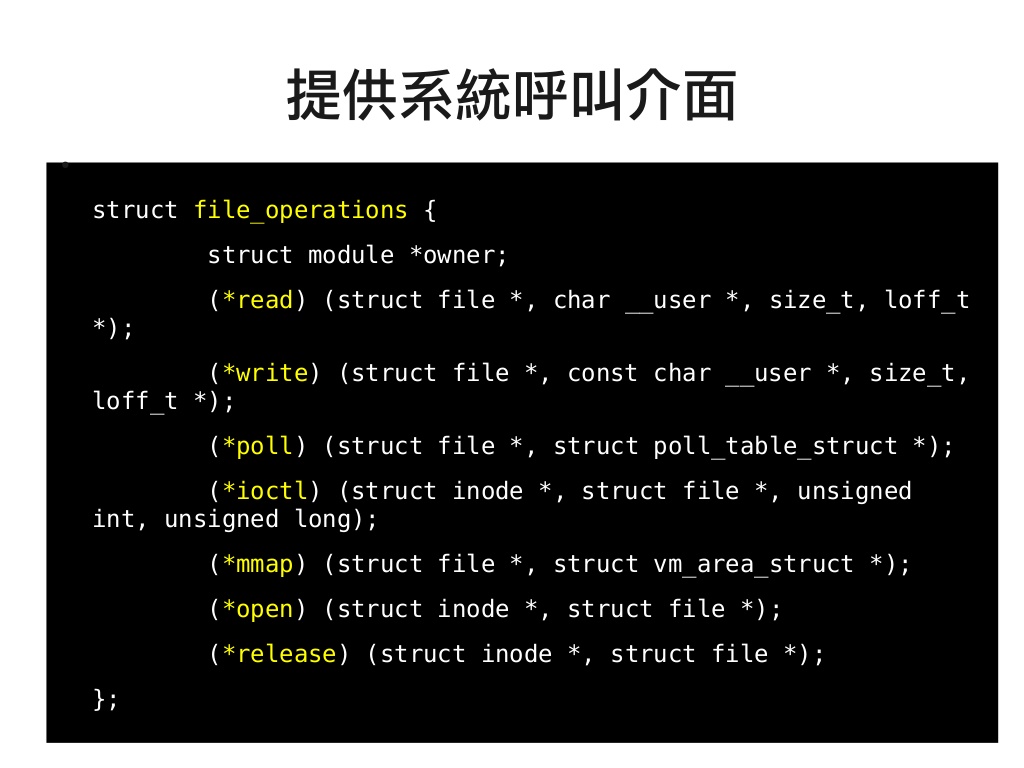 提供系統呼叫介面
struct file_operations {
struct module *owner;
(*read) (struct file *, char __user *, size_t, loff_t
*);
(*write) (struct file *, const char __user *, size_t,
loff_t *);
(*poll) (struct file *, struct poll_table_struct *);
(*ioctl) (struct inode *, struct file *, unsigned
int, unsigned long);
(*mmap) (struct file *, struct vm_area_struct *);
(*open) (struct inode *, struct file *);
(*release) (struct inode *, struct file *);
};